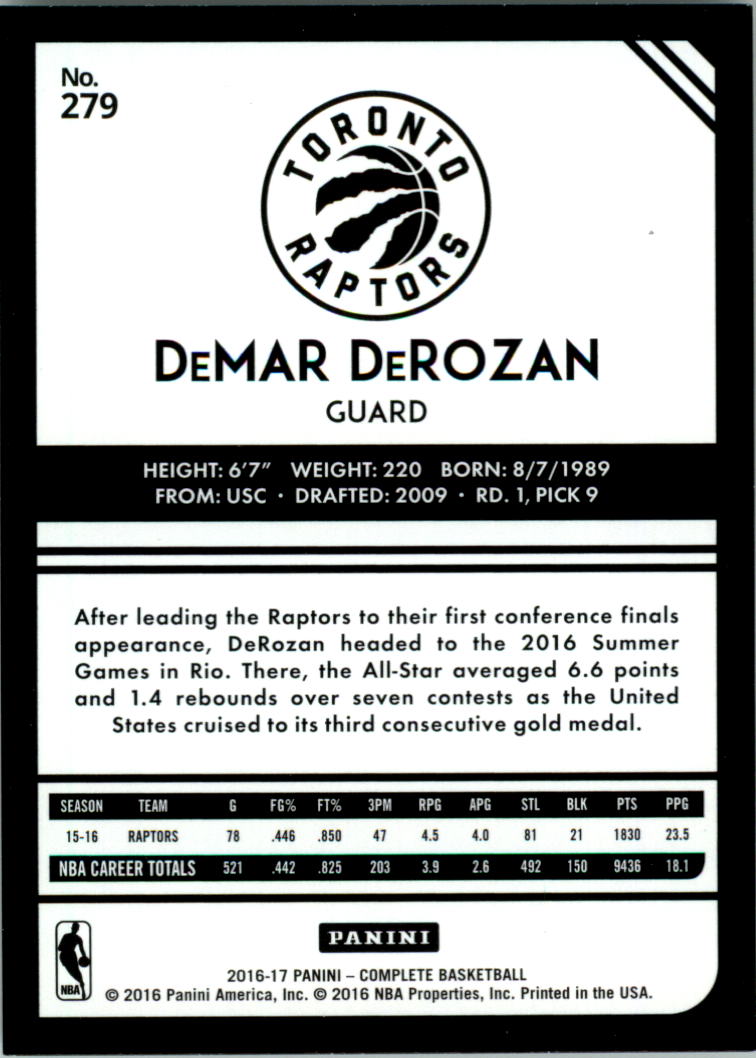 No.
279
TORONTO
RAPTORS
DEMAR DEROZAN
GUARD
HEIGHT: 6'7" WEIGHT: 220 BORN: 8/7/1989
FROM: USC • DRAFTED: 2009 • RD. 1, PICK 9
After leading the Raptors to their first conference finals
appearance, DeRozan headed to the 2016 Summer
Games in Rio. There, the All-Star averaged 6.6 points
and 1.4 rebounds over seven contests as the United
States cruised to its third consecutive gold medal.
SEASON TEAM G FG% FT% 3PM RPG APG STL BLK PTS PPG
15-16 RAPTORS 78 .446 .850 47 4.5 4.0 81 21 1830 23.5
NBA CAREER TOTALS 521 .442 .825 203 3.9 2.6 492 150 9436 18.1
PANINI
NBA
2016-17 PANINI – COMPLETE BASKETBALL
© 2016 Panini America, Inc. © 2016 NBA Properties, Inc. Printed in the USA.